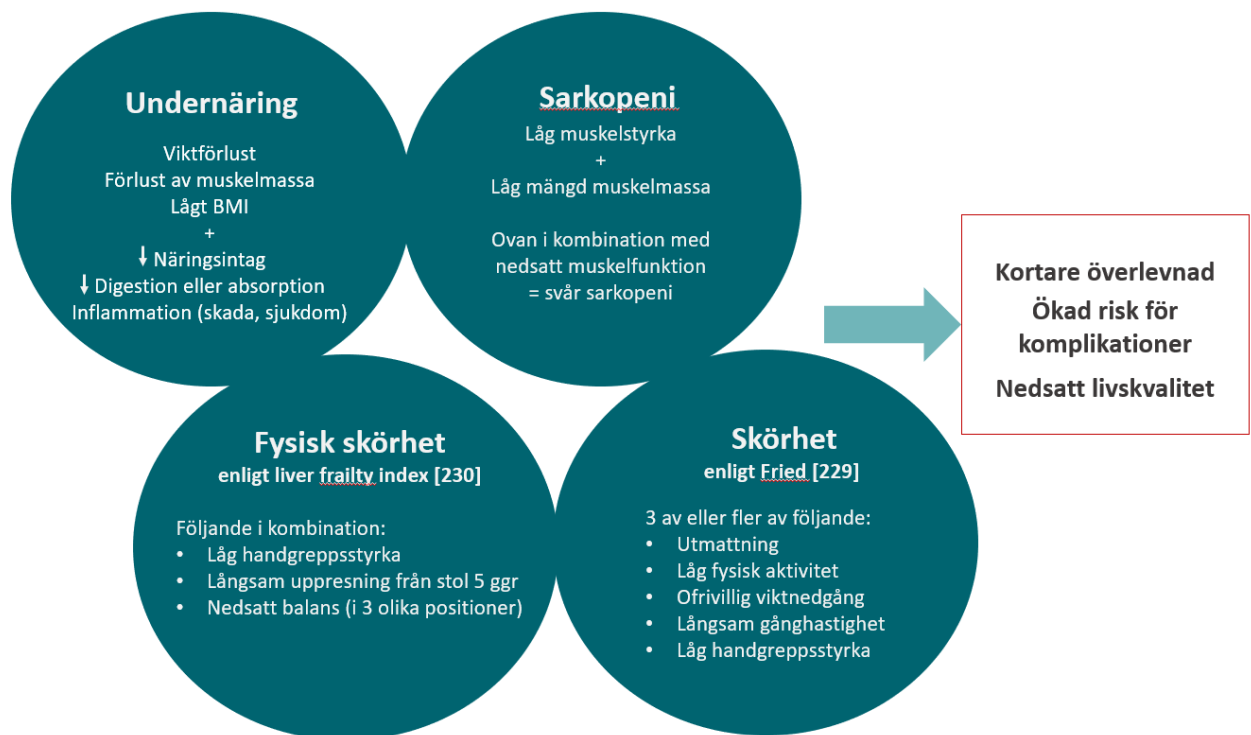 Undernäring
Viktförlust
Förlust av muskelmassa
Lågt BMI
+
↓ Näringsintag
↓ Digestion eller absorption
Inflammation (skada, sjukdom)
Sarkopeni
Låg muskelstyrka
+
Låg mängd muskelmassa
Ovan i kombination med
nedsatt muskelfunktion
= svår sarkopeni
Fysisk skörhet
enligt liver frailty index [230]
Följande i kombination:
• Låg handgreppsstyrka
• Långsam uppresning från stol 5 ggr
• Nedsatt balans (i 3 olika positioner)
Skörhet
enligt Fried [229]
3 av eller fler av följande:
• Utmattning
• Låg fysisk aktivitet
• Ofrivillig viktnedgång
• Långsam gånghastighet
• Låg handgreppsstyrka
Kortare överlevnad
Ökad risk för
komplikationer
Nedsatt livskvalitet